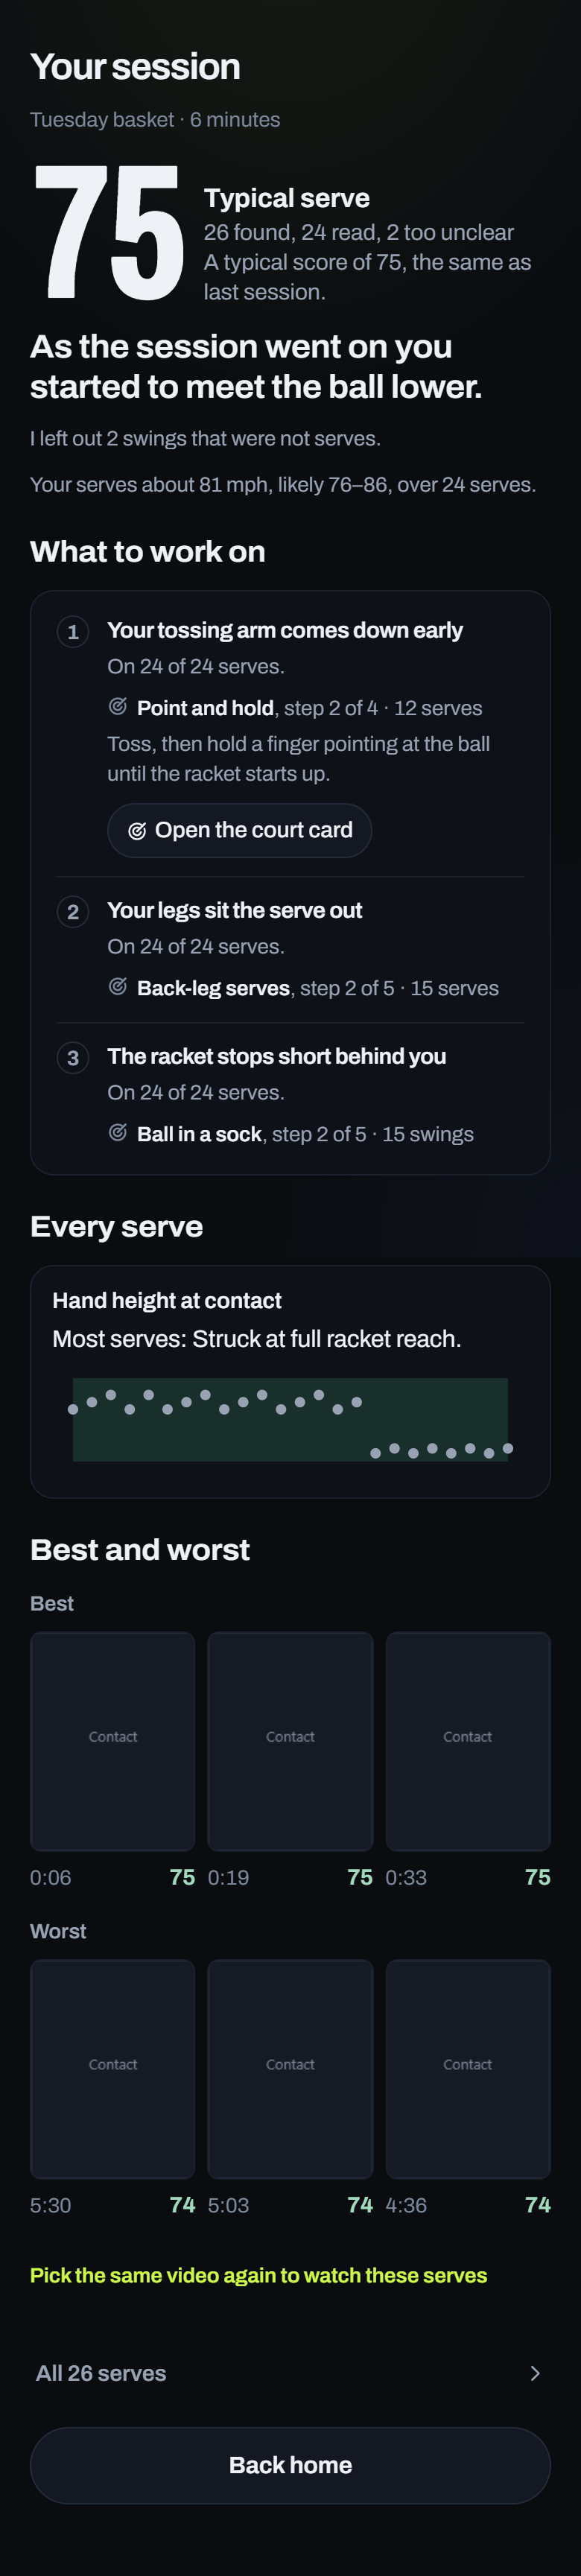 Your session
Tuesday basket · 6 minutes
75
Typical serve
26 found, 24 read, 2 too unclear
A typical score of 75, the same as
last session.
As the session went on you
started to meet the ball lower.
I left out 2 swings that were not serves.
Your serves about 81 mph, likely 76–86, over 24 serves.
What to work on
1
Your tossing arm comes down early
On 24 of 24 serves.
Point and hold, step 2 of 4 · 12 serves
Toss, then hold a finger pointing at the ball
until the racket starts up.
Open the court card
2
Your legs sit the serve out
On 24 of 24 serves.
Back-leg serves, step 2 of 5 · 15 serves
3
The racket stops short behind you
On 24 of 24 serves.
Ball in a sock, step 2 of 5 · 15 swings
Every serve
Hand height at contact
Most serves: Struck at full racket reach.
Best and worst
Best
Contact Contact Contact
0:06 75 0:19 75 0:33 75
Worst
Contact Contact Contact
5:30 74 5:03 74 4:36 74
Pick the same video again to watch these serves
All 26 serves
Back home